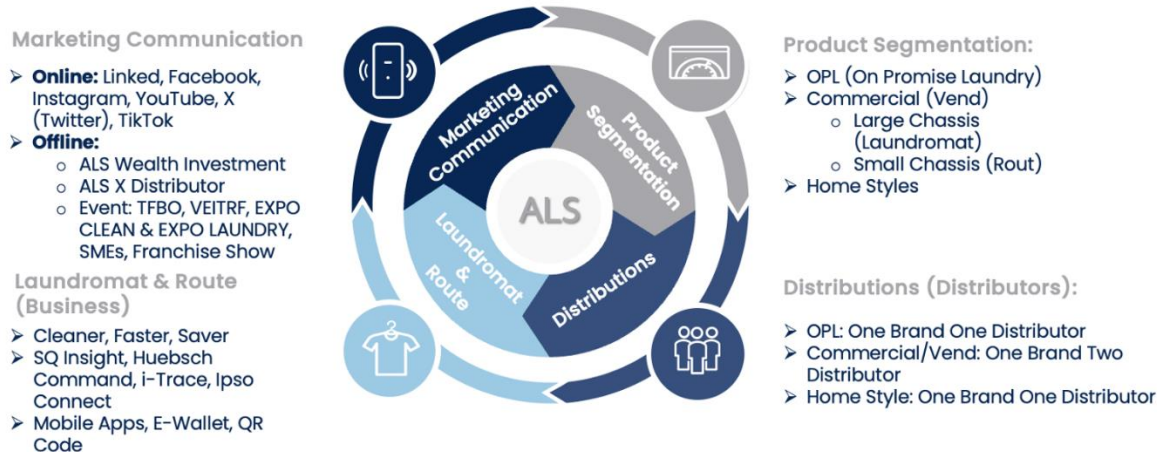 Marketing Communication
➢ Online: Linked, Facebook,
Instagram, YouTube, X
(Twitter), TikTok
➢ Offline:
o ALS Wealth Investment
o ALS X Distributor
o Event: TFBO, VEITRF, EXPO
CLEAN & EXPO LAUNDRY,
SMEs, Franchise Show
Laundromat & Route
(Business)
➢ Cleaner, Faster, Saver
➢ SQ Insight, Huebsch
Command, i-Trace, Ipso
Connect
➢ Mobile Apps, E-Wallet, QR
Code
Marketing
Communication
Product
Segmentation
ALS
Laundromat
&
Route
Distributions
Product Segmentation:
➢ OPL (On Promise Laundry)
➢ Commercial (Vend)
o Large Chassis
(Laundromat)
o Small Chassis (Rout)
➢ Home Styles
Distributions (Distributors):
➢ OPL: One Brand One Distributor
➢ Commercial/Vend: One Brand Two
Distributor
➢ Home Style: One Brand One Distributor